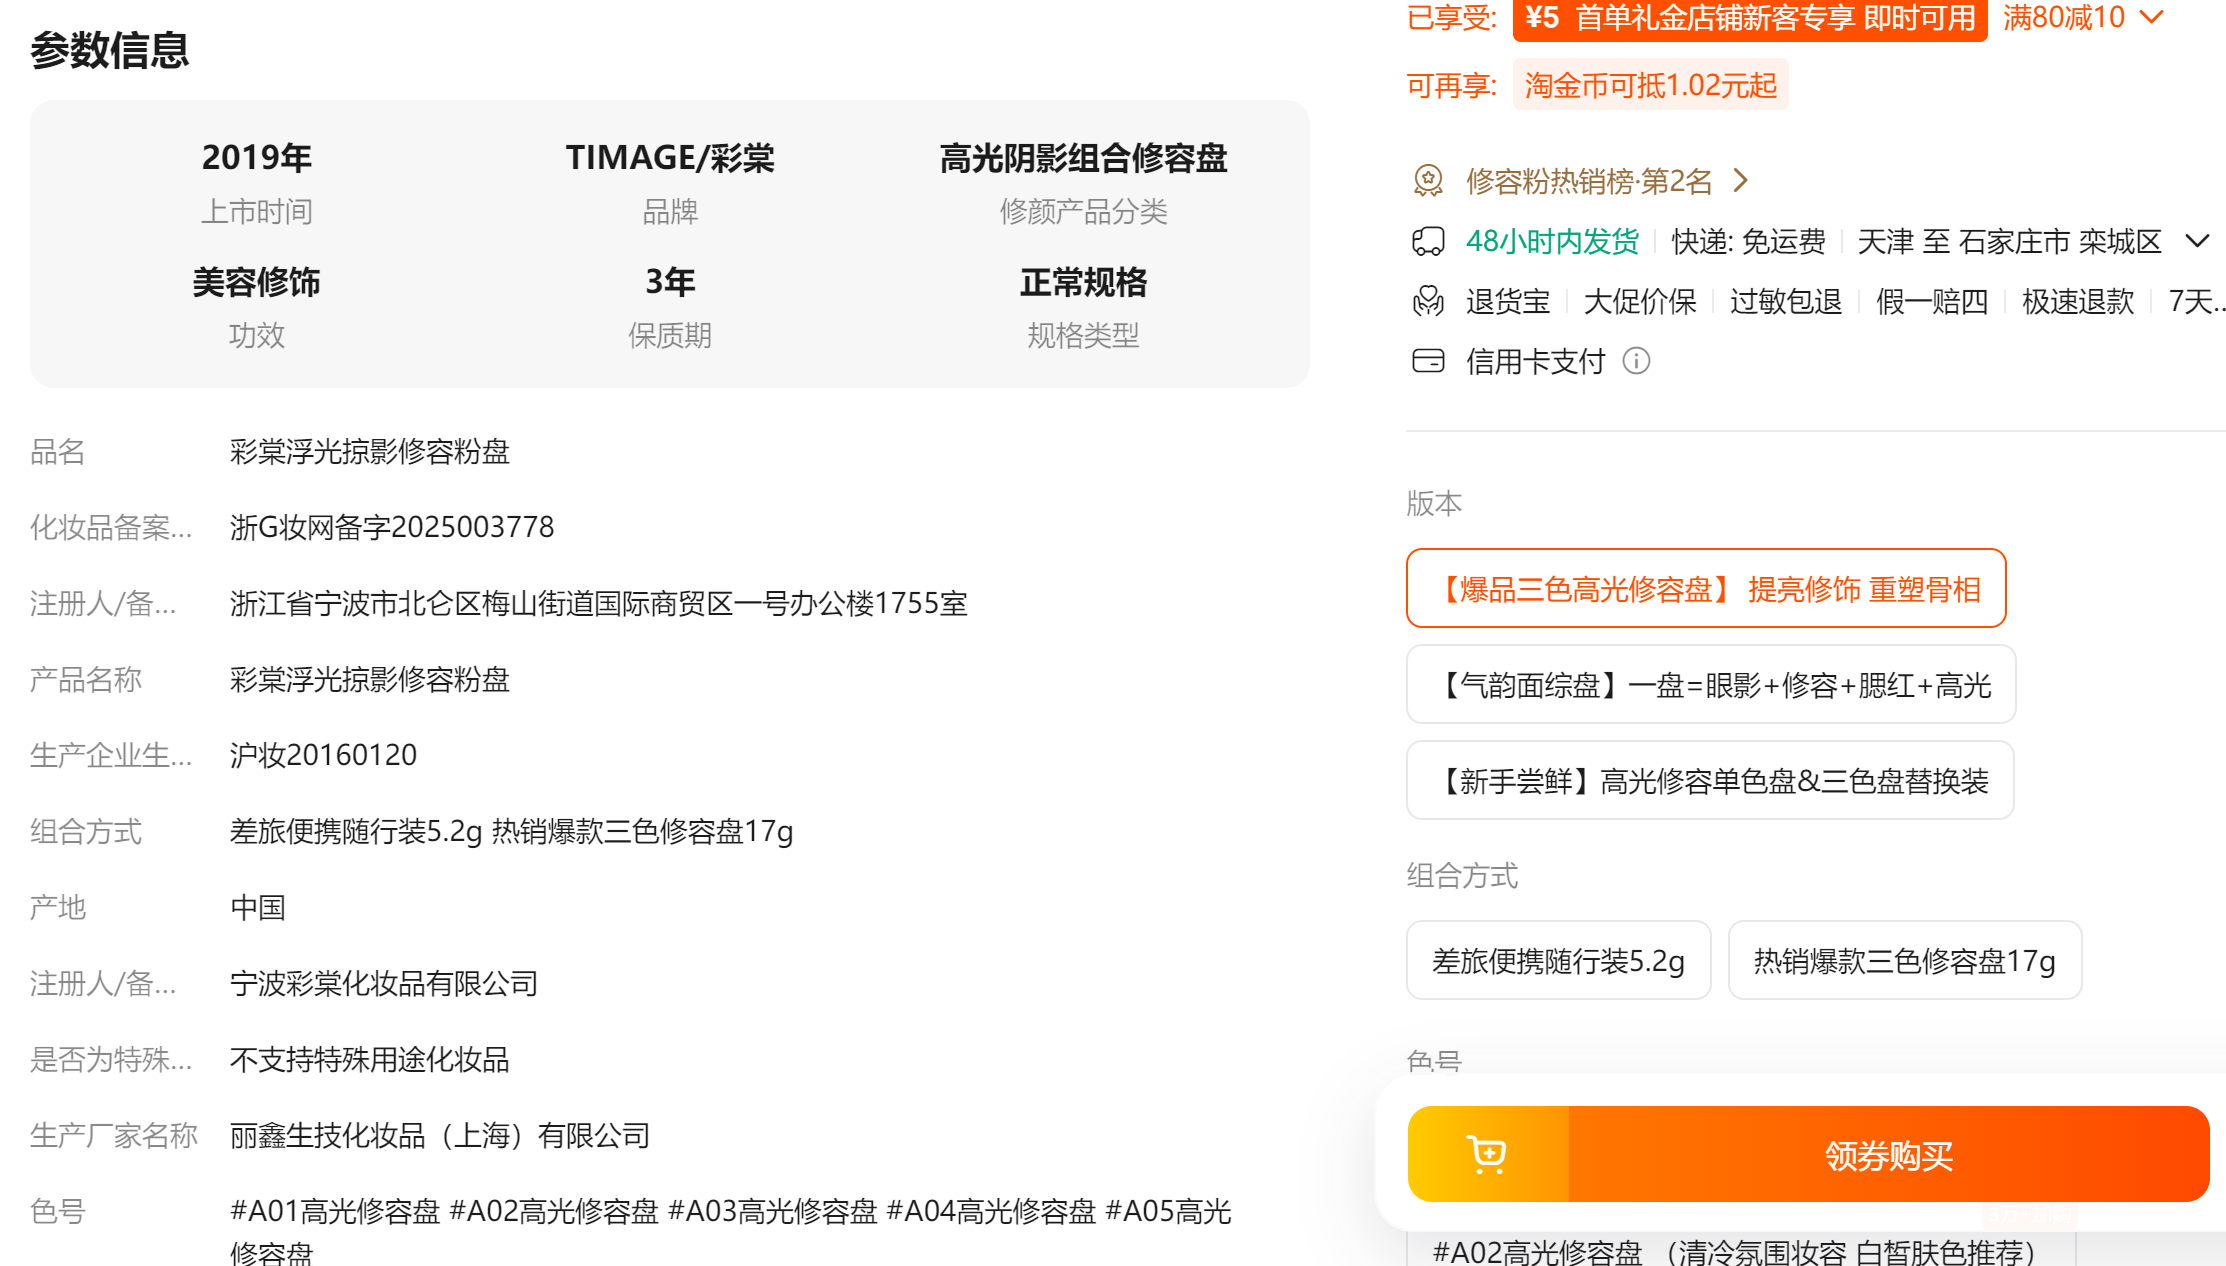 参数信息
2019年
上市时间
TIMAGE/彩棠
品牌
高光阴影组合修容盘
修颜产品分类
美容修饰
功效
3年
保质期
正常规格
规格类型
品名 彩棠浮光掠影修容粉盘
化妆品备案... 浙G妆网备字2025003778
注册人/备... 浙江省宁波市北仑区梅山街道国际商贸区一号办公楼1755室
产品名称 彩棠浮光掠影修容粉盘
生产企业生... 沪妆20160120
组合方式 差旅便携随行装5.2g 热销爆款三色修容盘17g
产地 中国
注册人/备... 宁波彩棠化妆品有限公司
是否为特殊... 不支持特殊用途化妆品
生产厂家名称 丽鑫生技化妆品（上海）有限公司
色号 #A01高光修容盘 #A02高光修容盘 #A03高光修容盘 #A04高光修容盘 #A05高光
修容盘
已享受: ¥5 首单礼金店铺新客专享 即时可用 满80减10
可再享: 淘金币可抵1.02元起
修容粉热销榜·第2名
48小时内发货 快递: 免运费 天津 至 石家庄市 栾城区
退货宝 大促价保 过敏包退 假一赔四 极速退款 7天...
信用卡支付
版本
【爆品三色高光修容盘】 提亮修饰 重塑骨相
【气韵面综盘】一盘=眼影+修容+腮红+高光
【新手尝鲜】高光修容单色盘&三色盘替换装
组合方式
差旅便携随行装5.2g 热销爆款三色修容盘17g
色号
领券购买
#A02高光修容盘 （清冷氛围妆容 白皙肤色推荐）